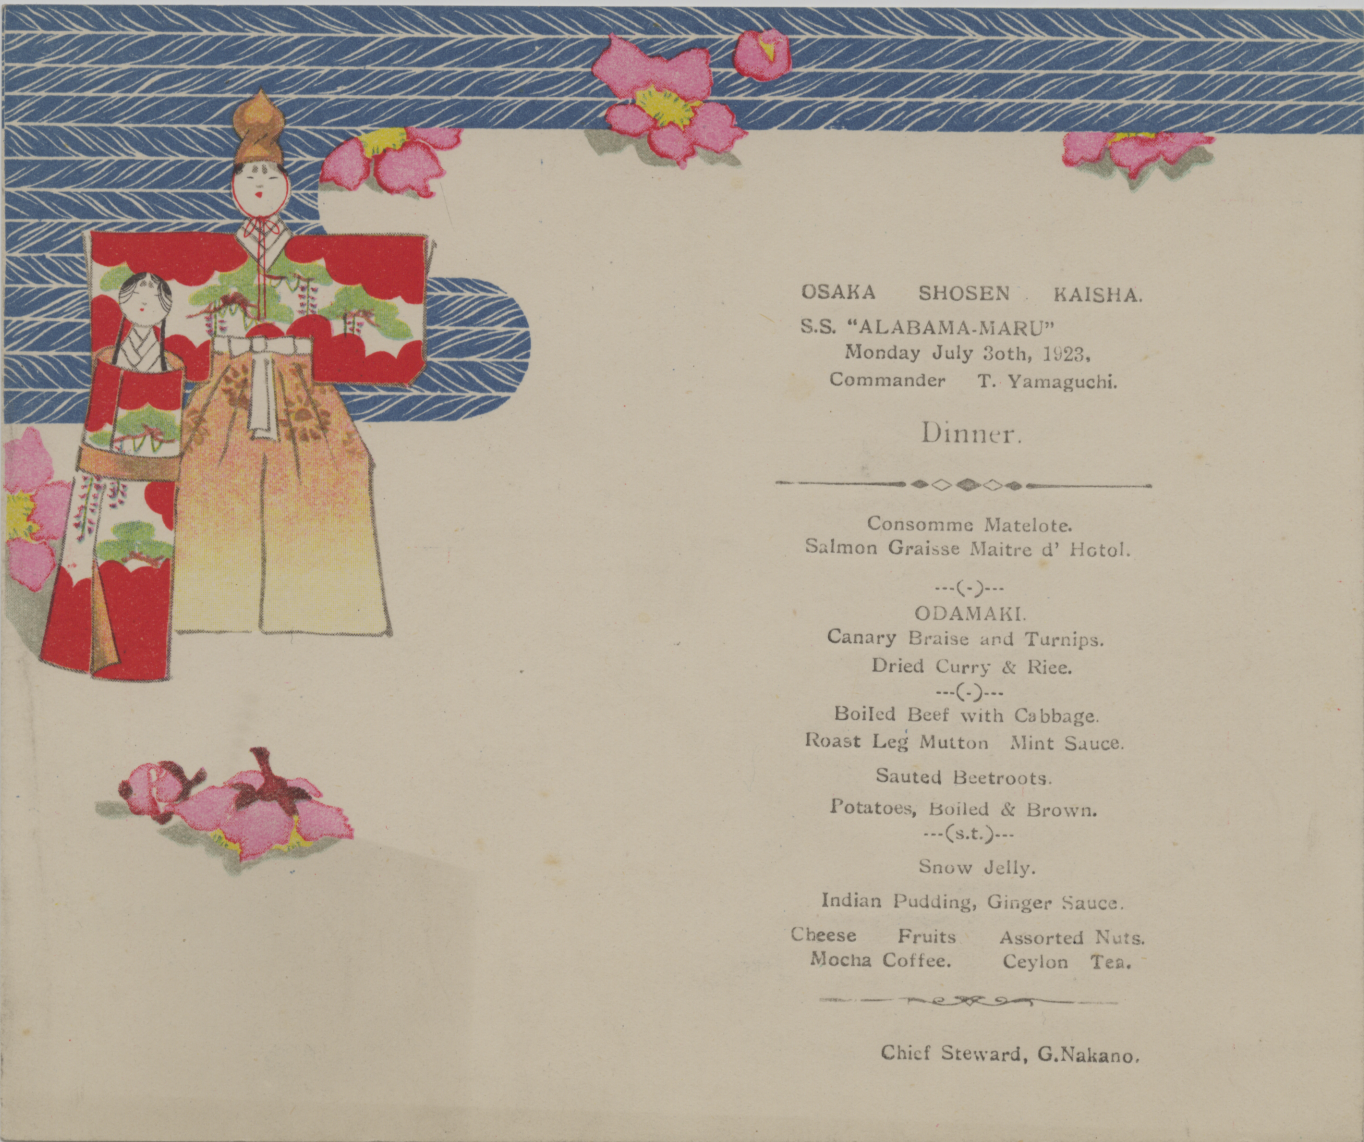 OSAKA SHOSEN KAISHA.
S.S. "ALABAMA-MARU"
Monday July 3oth, 1923.
Commander T. Yamaguchi.
Dinner.
Consomme Matelote.
Salmon Graisse Maitre d' Hotol.
---(-)---
ODAMAKI.
Canary Braise and Turnips.
Dried Curry & Riee.
---(-)---
Boiled Beef with Cabbage.
Roast Leg Mutton Mint Sauce.
Sauted Beetroots.
Potatoes, Boiled & Brown.
---(s.t.)---
Snow Jelly.
Indian Pudding, Ginger Sauce.
Cheese Fruits Assorted Nuts.
Mocha Coffee. Ceylon Tea.
Chief Steward, G.Nakano.